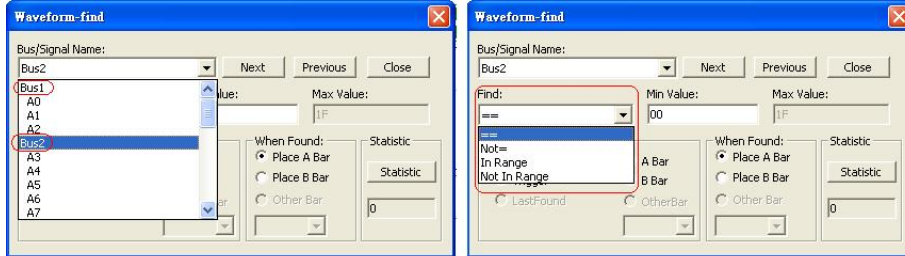 Waveform-find
Bus/Signal Name:
Bus2
Next
Previous
Close
Bus1
A0
A1
A2
Bus2
A3
A4
A5
A6
A7
Max Value:
1F
When Found:
Place A Bar
Place B Bar
Other Bar
Statistic
Statistic
0
Waveform-find
Bus/Signal Name:
Bus2
Next
Previous
Close
Find:
Min Value:
Max Value:
==
00
1F
==
Not=
In Range
Not In Range
A Bar
B Bar
LastFound
OtherBar
When Found:
Place A Bar
Place B Bar
Other Bar
Statistic
Statistic
0